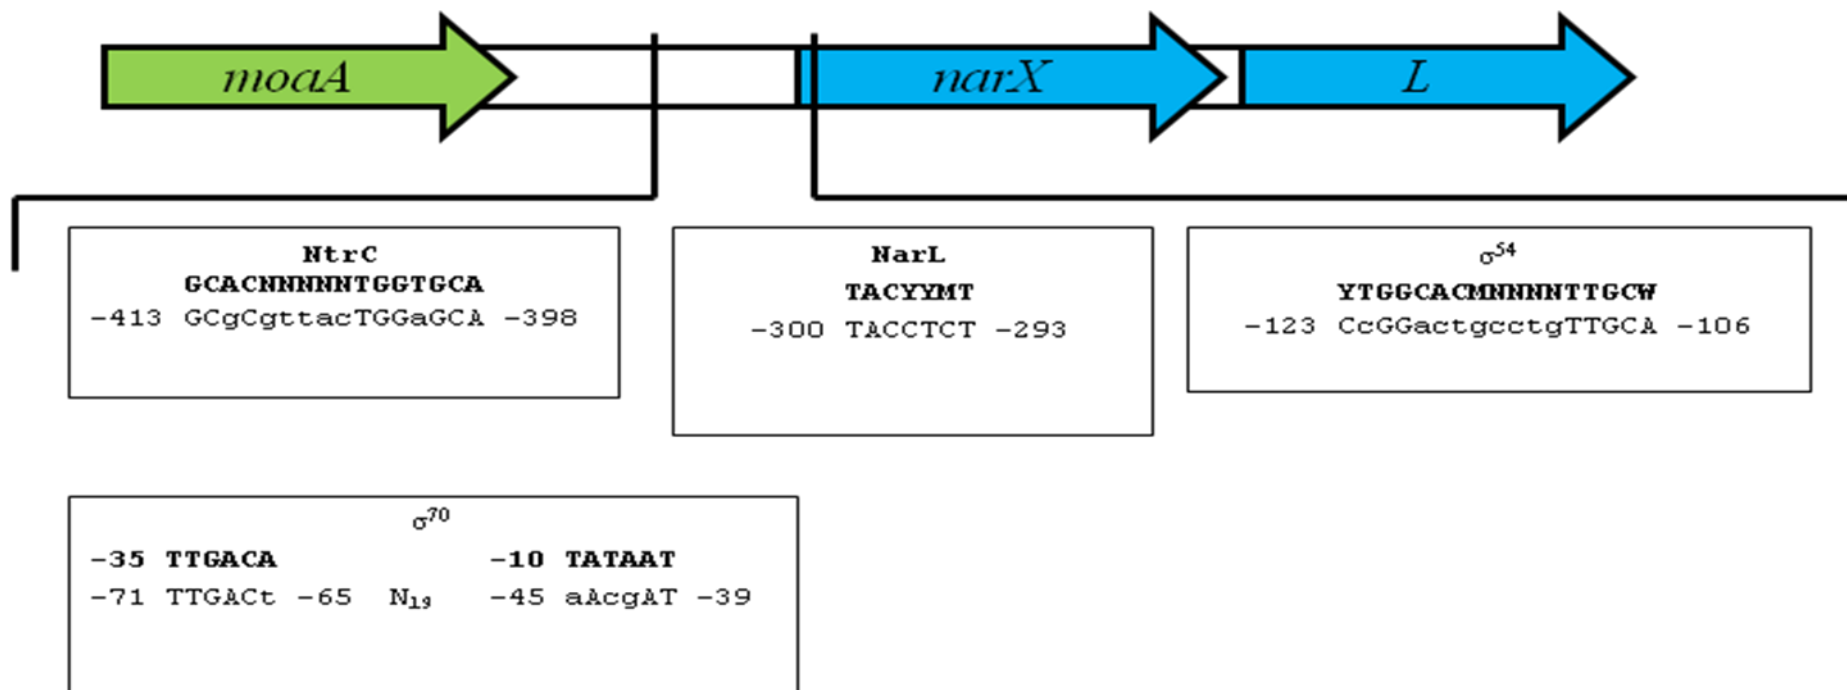 moaA narX L
NtrC
GCACNNNNNTGGTGCA
-413 GCgCgttacTGGaGCA -398
NarL
TACYYMT
-300 TACCTCT -293
σ⁵⁴
YTGGCACMNNNNTTGCW
-123 CcGGactgcctgTTGCA -106
σ⁷⁰
-35 TTGACA -10 TATAAT
-71 TTGACt -65 N₁₉ -45 aAcgAT -39